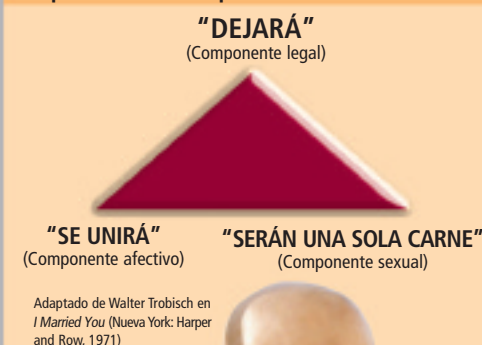 “DEJARÁ”
(Componente legal)
“SE UNIRÁ”
(Componente afectivo)
“SERÁN UNA SOLA CARNE”
(Componente sexual)
Adaptado de Walter Trobisch en
I Married You (Nueva York: Harper
and Row, 1971)